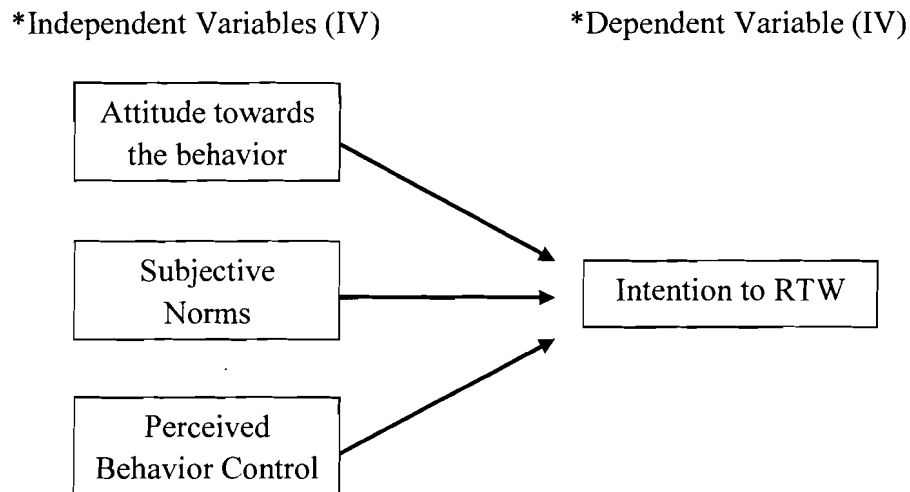 *Independent Variables (IV)
*Dependent Variable (IV)
Attitude towards
the behavior
Subjective
Norms
Intention to RTW
Perceived
Behavior Control